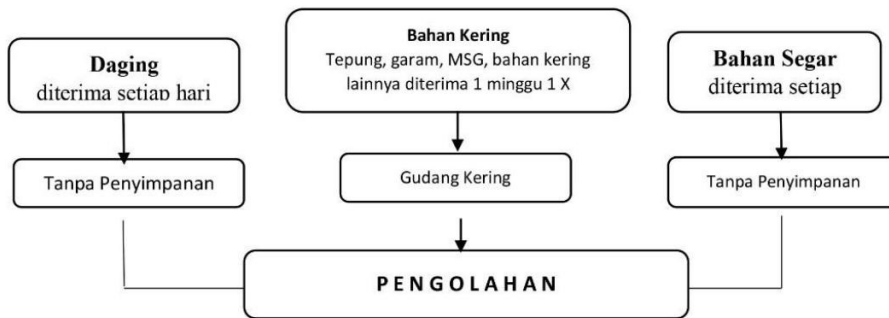 Daging
diterima setiap hari
Bahan Kering
Tepung, garam, MSG, bahan kering
lainnya diterima 1 minggu 1 X
Bahan Segar
diterima setiap
Tanpa Penyimpanan
Gudang Kering
Tanpa Penyimpanan
PENGOLAHAN